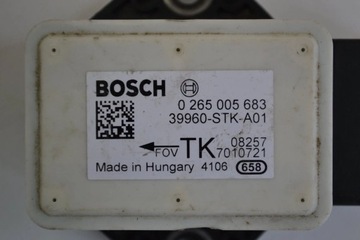 BOSCH
0 265 005 683
39960-STK-A01
FOV TK 08257
7010721
Made in Hungary 4106 658